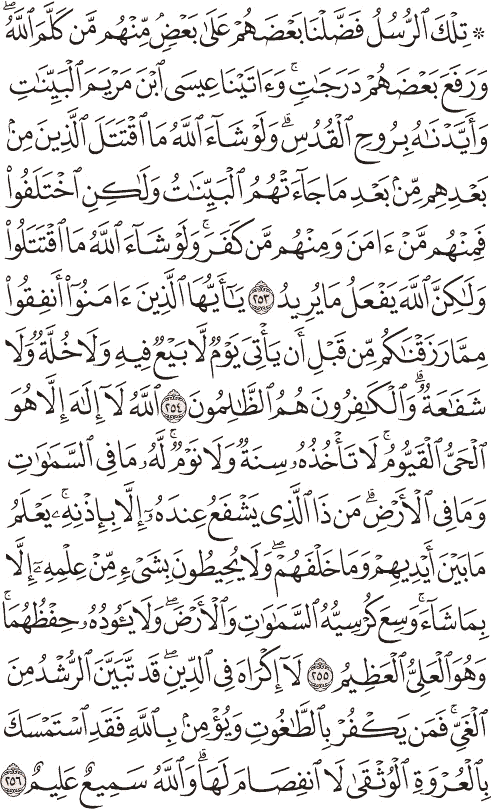 ۞ تِلْكَ ٱلرُّسُلُ فَضَّلْنَا بَعْضَهُمْ عَلَىٰ بَعْضٍۘ مِّنْهُم مَّن كَلَّمَ ٱللَّهُۖ
وَرَفَعَ بَعْضَهُمْ دَرَجَٰتٍۚ وَءَاتَيْنَا عِيسَى ٱبْنَ مَرْيَمَ ٱلْبَيِّنَٰتِ
وَأَيَّدْنَٰهُ بِرُوحِ ٱلْقُدُسِۗ وَلَوْ شَآءَ ٱللَّهُ مَا ٱقْتَتَلَ ٱلَّذِينَ مِنۢ
بَعْدِهِم مِّنۢ بَعْدِ مَا جَآءَتْهُمُ ٱلْبَيِّنَٰتُ وَلَٰكِنِ ٱخْتَلَفُوا۟
فَمِنْهُم مَّنْ ءَامَنَ وَمِنْهُم مَّن كَفَرَۚ وَلَوْ شَآءَ ٱللَّهُ مَا ٱقْتَتَلُوا۟
وَلَٰكِنَّ ٱللَّهَ يَفْعَلُ مَا يُرِيدُ ٢٥٣ يَٰٓأَيُّهَا ٱلَّذِينَ ءَامَنُوٓا۟ أَنفِقُوا۟
مِمَّا رَزَقْنَٰكُم مِّن قَبْلِ أَن يَأْتِىَ يَوْمٌ لَّا بَيْعٌ فِيهِ وَلَا خُلَّةٌ وَلَا
شَفَٰعَةٌۗ وَٱلْكَٰفِرُونَ هُمُ ٱلظَّٰلِمُونَ ٢٥٤ ٱللَّهُ لَآ إِلَٰهَ إِلَّا هُوَ
ٱلْحَىُّ ٱلْقَيُّومُۚ لَا تَأْخُذُهُۥ سِنَةٌ وَلَا نَوْمٌۚ لَّهُۥ مَا فِى ٱلسَّمَٰوَٰتِ
وَمَا فِى ٱلْأَرْضِۗ مَن ذَا ٱلَّذِى يَشْفَعُ عِندَهُۥٓ إِلَّا بِإِذْنِهِۦۚ يَعْلَمُ
مَا بَيْنَ أَيْدِيهِمْ وَمَا خَلْفَهُمْۖ وَلَا يُحِيطُونَ بِشَىْءٍ مِّنْ عِلْمِهِۦٓ إِلَّا
بِمَا شَآءَۚ وَسِعَ كُرْسِيُّهُ ٱلسَّمَٰوَٰتِ وَٱلْأَرْضَۖ وَلَا يَـُٔودُهُۥ حِفْظُهُمَاۚ
وَهُوَ ٱلْعَلِىُّ ٱلْعَظِيمُ ٢٥٥ لَآ إِكْرَاهَ فِى ٱلدِّينِۖ قَد تَّبَيَّنَ ٱلرُّشْدُ مِنَ
ٱلْغَىِّۚ فَمَن يَكْفُرْ بِٱلطَّٰغُوتِ وَيُؤْمِنۢ بِٱللَّهِ فَقَدِ ٱسْتَمْسَكَ
بِٱلْعُرْوَةِ ٱلْوُثْقَىٰ لَا ٱنفِصَامَ لَهَاۗ وَٱللَّهُ سَمِيعٌ عَلِيمٌ ٢٥٦